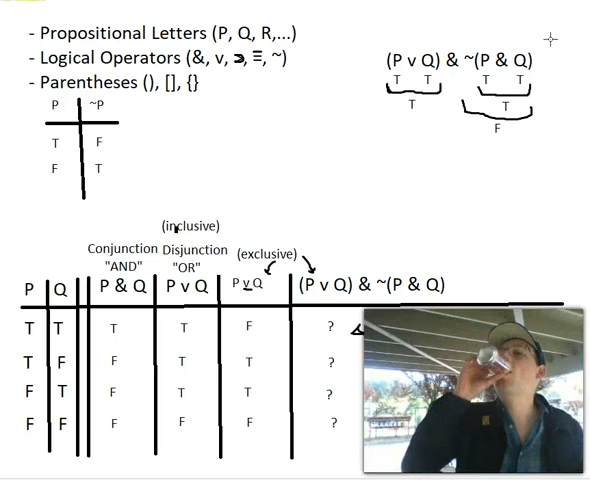 - Propositional Letters (P, Q, R,...)
- Logical Operators (&, v, ⊃, ≡, ~)
- Parentheses (), [], {}
(P v Q) & ~(P & Q)
T T T T
T T
F
P ~P
T F
F T
(inclusive)
Conjunction Disjunction (exclusive)
"AND" "OR"
P Q P & Q P v Q P v Q (P v Q) & ~(P & Q)
T T T T F ?
T F F T T ?
F T F T T ?
F F F F F ?